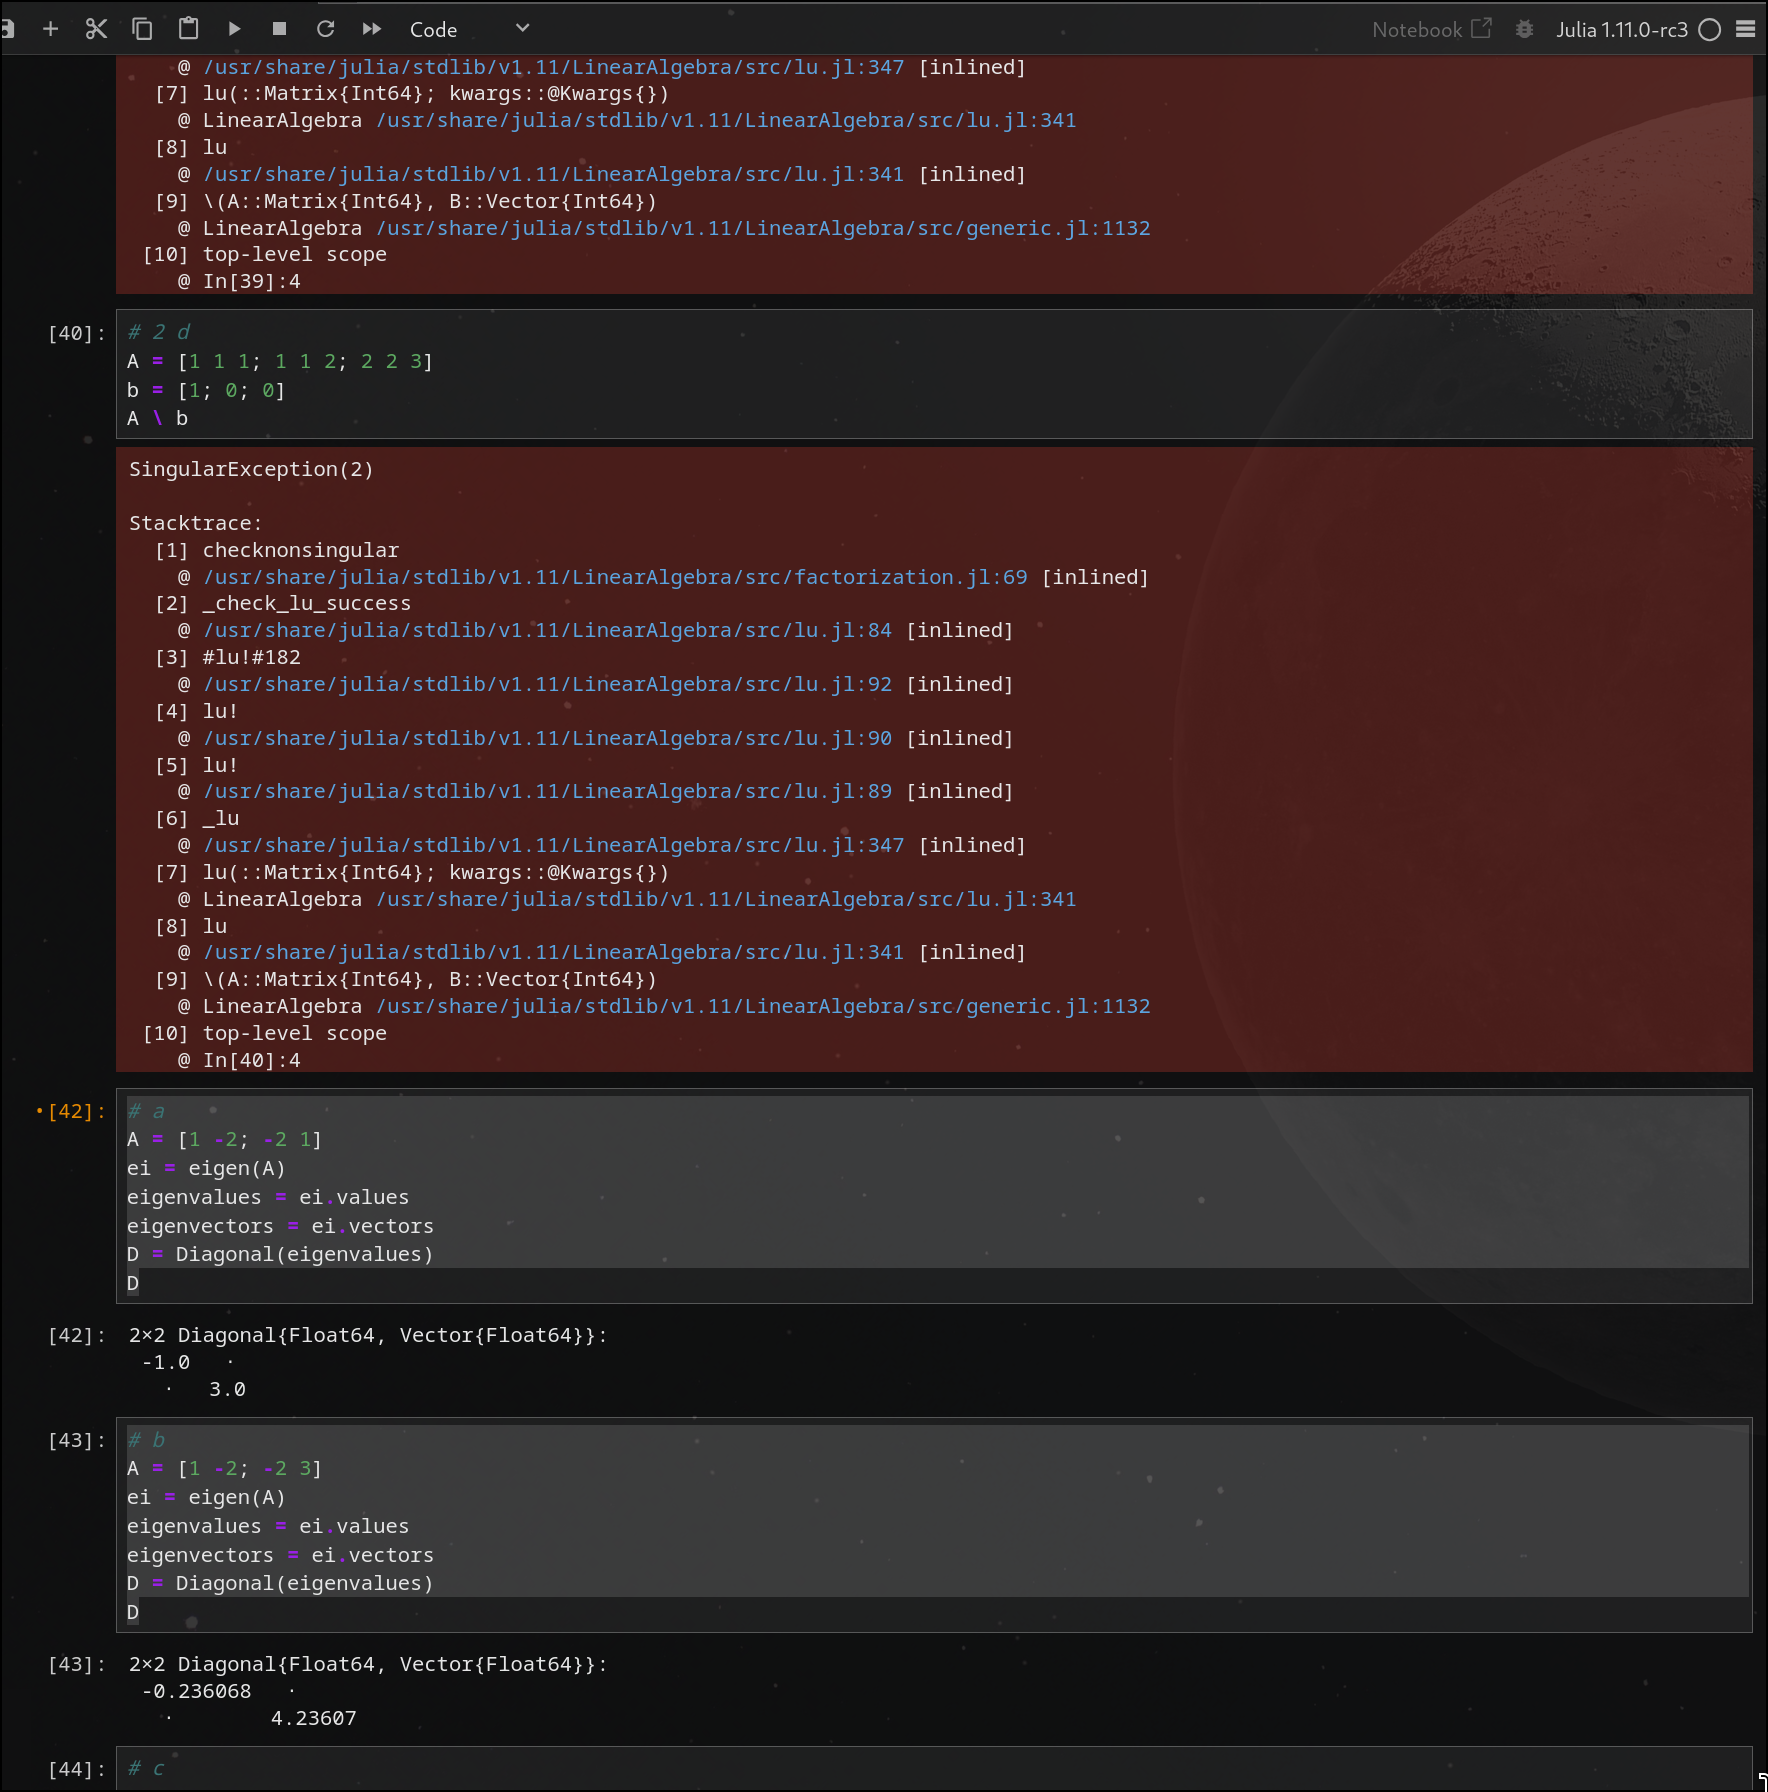 Code
Notebook
Julia 1.11.0-rc3
@ /usr/share/julia/stdlib/v1.11/LinearAlgebra/src/lu.jl:347 [inlined]
[7] lu(::Matrix{Int64}; kwargs::@Kwargs{})
@ LinearAlgebra /usr/share/julia/stdlib/v1.11/LinearAlgebra/src/lu.jl:341
[8] lu
@ /usr/share/julia/stdlib/v1.11/LinearAlgebra/src/lu.jl:341 [inlined]
[9] \(A::Matrix{Int64}, B::Vector{Int64})
@ LinearAlgebra /usr/share/julia/stdlib/v1.11/LinearAlgebra/src/generic.jl:1132
[10] top-level scope
@ In[39]:4
[40]: # 2 d
A = [1 1 1; 1 1 2; 2 2 3]
b = [1; 0; 0]
A \ b
SingularException(2)
Stacktrace:
[1] checknonsingular
@ /usr/share/julia/stdlib/v1.11/LinearAlgebra/src/factorization.jl:69 [inlined]
[2] _check_lu_success
@ /usr/share/julia/stdlib/v1.11/LinearAlgebra/src/lu.jl:84 [inlined]
[3] #lu!#182
@ /usr/share/julia/stdlib/v1.11/LinearAlgebra/src/lu.jl:92 [inlined]
[4] lu!
@ /usr/share/julia/stdlib/v1.11/LinearAlgebra/src/lu.jl:90 [inlined]
[5] lu!
@ /usr/share/julia/stdlib/v1.11/LinearAlgebra/src/lu.jl:89 [inlined]
[6] _lu
@ /usr/share/julia/stdlib/v1.11/LinearAlgebra/src/lu.jl:347 [inlined]
[7] lu(::Matrix{Int64}; kwargs::@Kwargs{})
@ LinearAlgebra /usr/share/julia/stdlib/v1.11/LinearAlgebra/src/lu.jl:341
[8] lu
@ /usr/share/julia/stdlib/v1.11/LinearAlgebra/src/lu.jl:341 [inlined]
[9] \(A::Matrix{Int64}, B::Vector{Int64})
@ LinearAlgebra /usr/share/julia/stdlib/v1.11/LinearAlgebra/src/generic.jl:1132
[10] top-level scope
@ In[40]:4
•[42]: # a
A = [1 -2; -2 1]
ei = eigen(A)
eigenvalues = ei.values
eigenvectors = ei.vectors
D = Diagonal(eigenvalues)
D
[42]: 2×2 Diagonal{Float64, Vector{Float64}}:
-1.0 ⋅
⋅ 3.0
[43]: # b
A = [1 -2; -2 3]
ei = eigen(A)
eigenvalues = ei.values
eigenvectors = ei.vectors
D = Diagonal(eigenvalues)
D
[43]: 2×2 Diagonal{Float64, Vector{Float64}}:
-0.236068 ⋅
⋅ 4.23607
[44]: # c